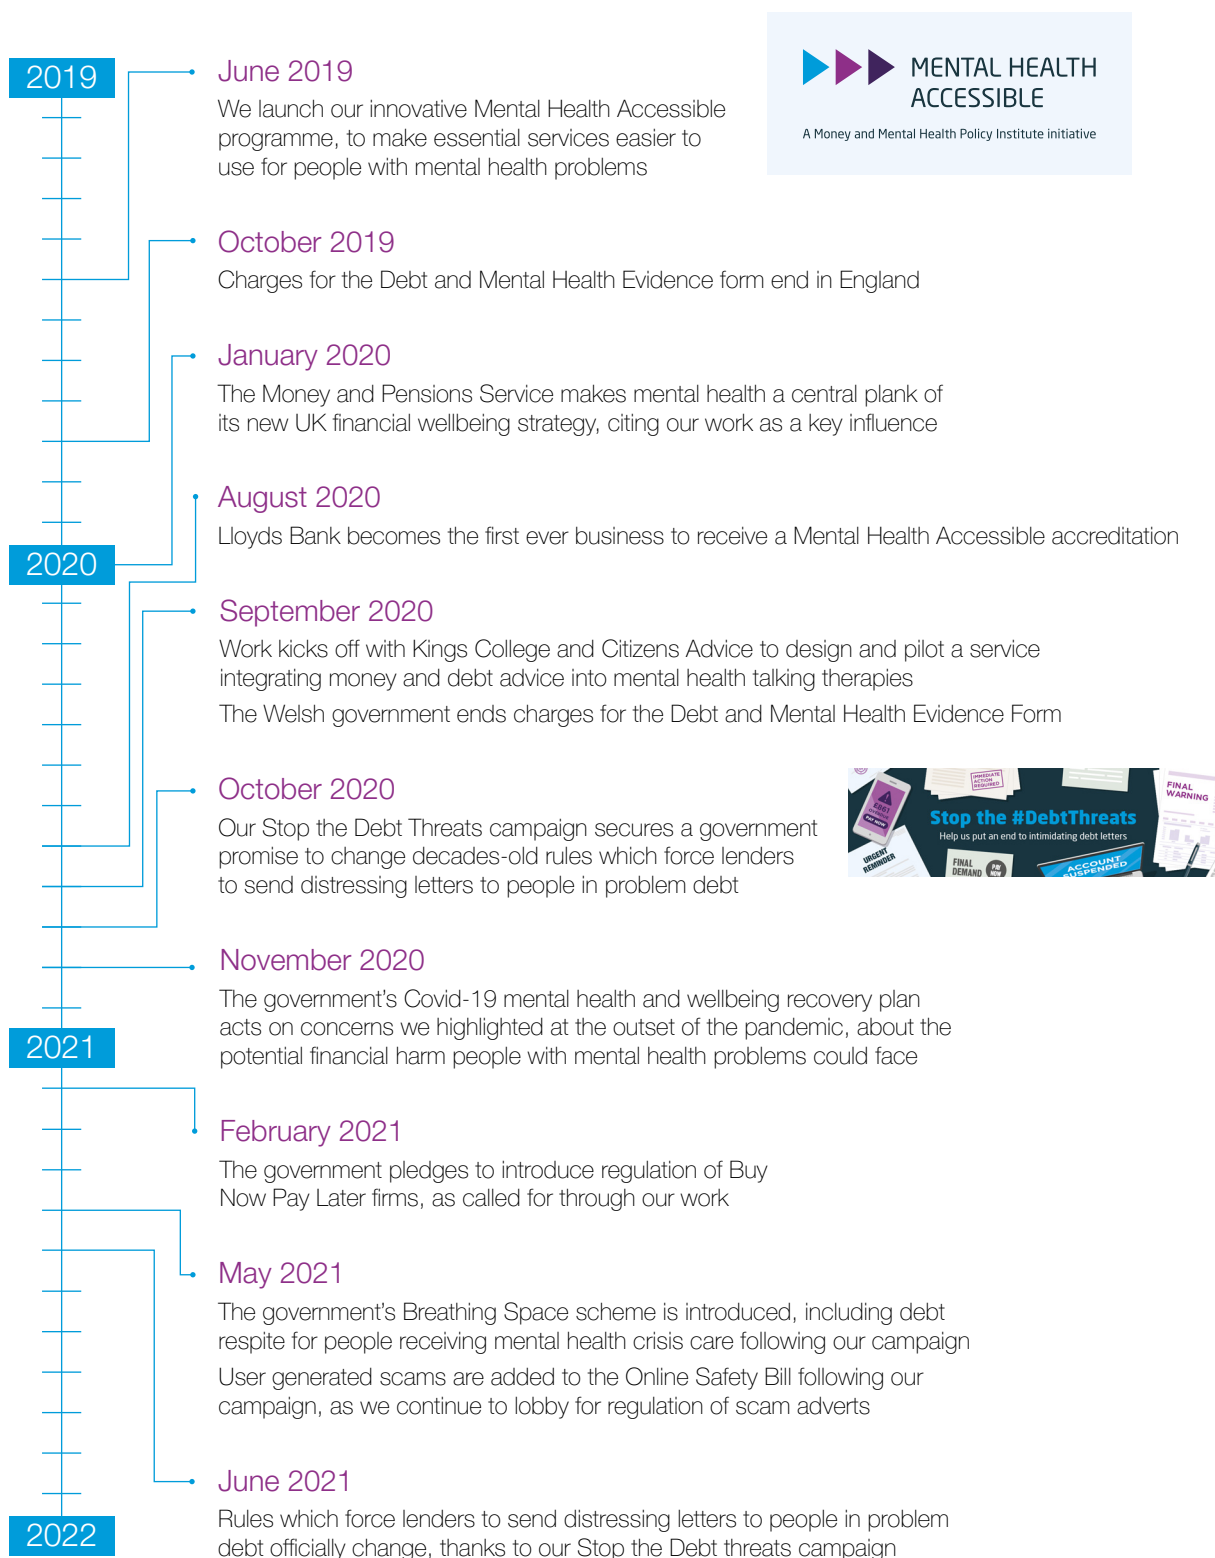 2019
June 2019
We launch our innovative Mental Health Accessible
programme, to make essential services easier to
use for people with mental health problems
MENTAL HEALTH
ACCESSIBLE
A Money and Mental Health Policy Institute initiative
October 2019
Charges for the Debt and Mental Health Evidence form end in England
January 2020
The Money and Pensions Service makes mental health a central plank of
its new UK financial wellbeing strategy, citing our work as a key influence
August 2020
Lloyds Bank becomes the first ever business to receive a Mental Health Accessible accreditation
2020
September 2020
Work kicks off with Kings College and Citizens Advice to design and pilot a service
integrating money and debt advice into mental health talking therapies
The Welsh government ends charges for the Debt and Mental Health Evidence Form
October 2020
Our Stop the Debt Threats campaign secures a government
promise to change decades-old rules which force lenders
to send distressing letters to people in problem debt
IMMEDIATE
ACTION
REQUIRED
FINAL
WARNING
£861
PAY NOW
Stop the #DebtThreats
Help us put an end to intimidating debt letters
URGENT
REMINDER
FINAL
DEMAND
PAY
NOW
ACCOUNT
SUSPENDED
November 2020
The government’s Covid-19 mental health and wellbeing recovery plan
acts on concerns we highlighted at the outset of the pandemic, about the
potential financial harm people with mental health problems could face
2021
February 2021
The government pledges to introduce regulation of Buy
Now Pay Later firms, as called for through our work
May 2021
The government’s Breathing Space scheme is introduced, including debt
respite for people receiving mental health crisis care following our campaign
User generated scams are added to the Online Safety Bill following our
campaign, as we continue to lobby for regulation of scam adverts
June 2021
Rules which force lenders to send distressing letters to people in problem
debt officially change, thanks to our Stop the Debt threats campaign
2022